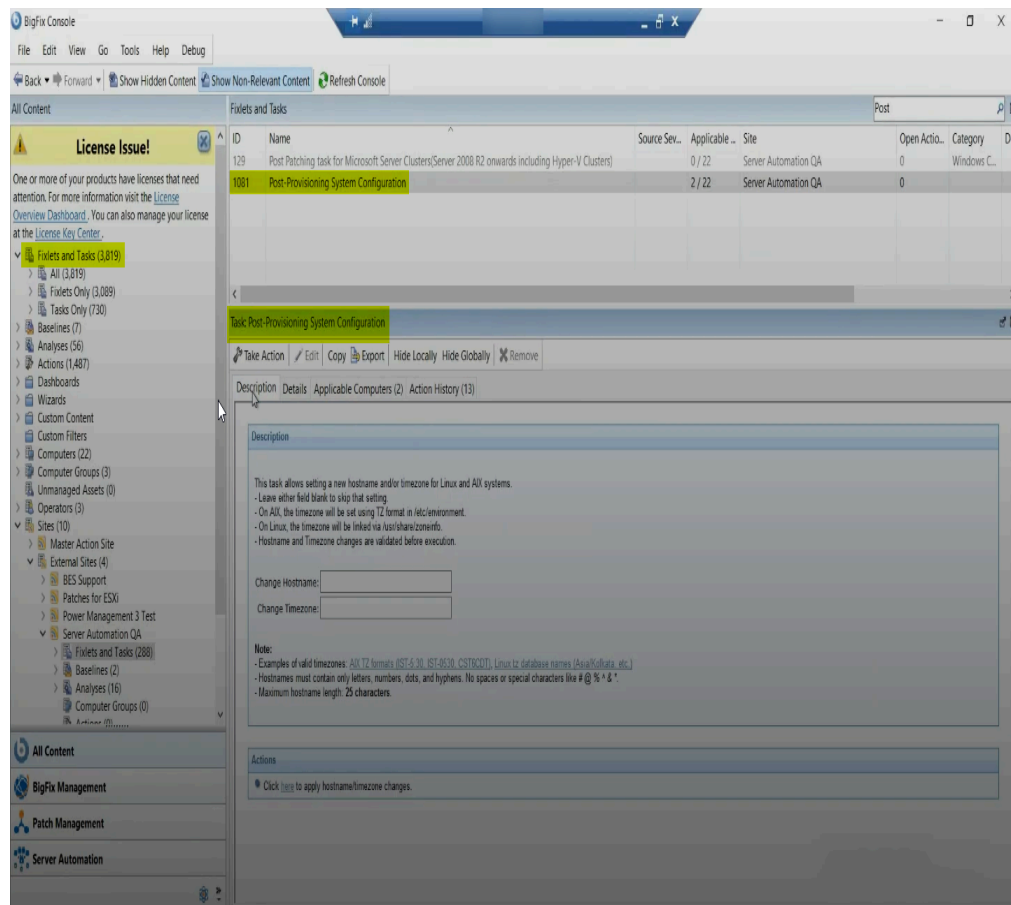 BigFix Console
File Edit View Go Tools Help Debug
Back Forward Show Hidden Content Show Non-Relevant Content Refresh Console
All Content
Fixlets and Tasks
Post
License Issue!
One or more of your products have licenses that need
attention. For more information visit the License
Overview Dashboard. You can also manage your license
at the License Key Center.
Fixlets and Tasks (3,819)
All (3,819)
Fixlets Only (3,089)
Tasks Only (730)
Baselines (7)
Analyses (56)
Actions (1,487)
Dashboards
Wizards
Custom Content
Custom Filters
Computers (22)
Computer Groups (3)
Unmanaged Assets (0)
Operators (3)
Sites (10)
Master Action Site
External Sites (4)
BES Support
Patches for ESXi
Power Management 3 Test
Server Automation QA
Fixlets and Tasks (288)
Baselines (2)
Analyses (16)
Computer Groups (0)
All Content
BigFix Management
Patch Management
Server Automation
ID Name Source Sev... Applicable ... Site Open Actio... Category D
129 Post Patching task for Microsoft Server Clusters(Server 2008 R2 onwards including Hyper-V Clusters) 0 / 22 Server Automation QA 0 Windows C...
1081 Post-Provisioning System Configuration 2 / 22 Server Automation QA 0
Task: Post-Provisioning System Configuration
Take Action Edit Copy Export Hide Locally Hide Globally Remove
Description Details Applicable Computers (2) Action History (13)
Description
This task allows setting a new hostname and/or timezone for Linux and AIX systems.
- Leave either field blank to skip that setting.
- On AIX, the timezone will be set using TZ format in /etc/environment.
- On Linux, the timezone will be linked via /usr/share/zoneinfo.
- Hostname and Timezone changes are validated before execution.
Change Hostname:
Change Timezone:
Note:
- Examples of valid timezones: AIX TZ formats (IST-5:30, IST-0530, CST6CDT), Linux tz database names (Asia/Kolkata, etc.)
- Hostnames must contain only letters, numbers, dots, and hyphens. No spaces or special characters like # @ % ^ & *.
- Maximum hostname length: 25 characters.
Actions
Click here to apply hostname/timezone changes.